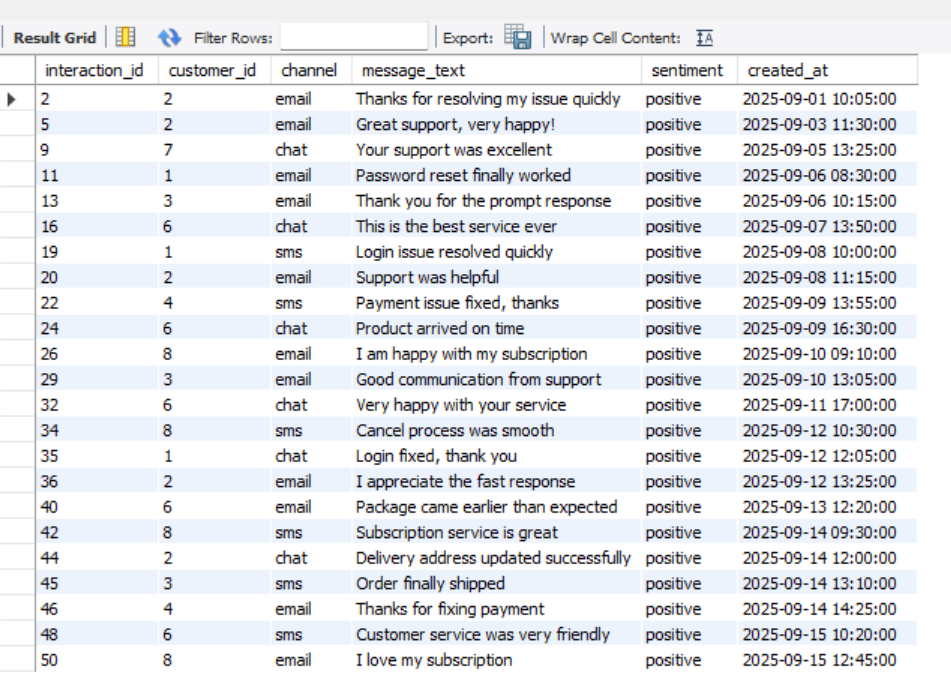 Result Grid Filter Rows: Export: Wrap Cell Content: IA
interaction_id customer_id channel message_text sentiment created_at
2 2 email Thanks for resolving my issue quickly positive 2025-09-01 10:05:00
5 2 email Great support, very happy! positive 2025-09-03 11:30:00
9 7 chat Your support was excellent positive 2025-09-05 13:25:00
11 1 email Password reset finally worked positive 2025-09-06 08:30:00
13 3 email Thank you for the prompt response positive 2025-09-06 10:15:00
16 6 chat This is the best service ever positive 2025-09-07 13:50:00
19 1 sms Login issue resolved quickly positive 2025-09-08 10:00:00
20 2 email Support was helpful positive 2025-09-08 11:15:00
22 4 sms Payment issue fixed, thanks positive 2025-09-09 13:55:00
24 6 chat Product arrived on time positive 2025-09-09 16:30:00
26 8 email I am happy with my subscription positive 2025-09-10 09:10:00
29 3 email Good communication from support positive 2025-09-10 13:05:00
32 6 chat Very happy with your service positive 2025-09-11 17:00:00
34 8 sms Cancel process was smooth positive 2025-09-12 10:30:00
35 1 chat Login fixed, thank you positive 2025-09-12 12:05:00
36 2 email I appreciate the fast response positive 2025-09-12 13:25:00
40 6 email Package came earlier than expected positive 2025-09-13 12:20:00
42 8 sms Subscription service is great positive 2025-09-14 09:30:00
44 2 chat Delivery address updated successfully positive 2025-09-14 12:00:00
45 3 sms Order finally shipped positive 2025-09-14 13:10:00
46 4 email Thanks for fixing payment positive 2025-09-14 14:25:00
48 6 sms Customer service was very friendly positive 2025-09-15 10:20:00
50 8 email I love my subscription positive 2025-09-15 12:45:00